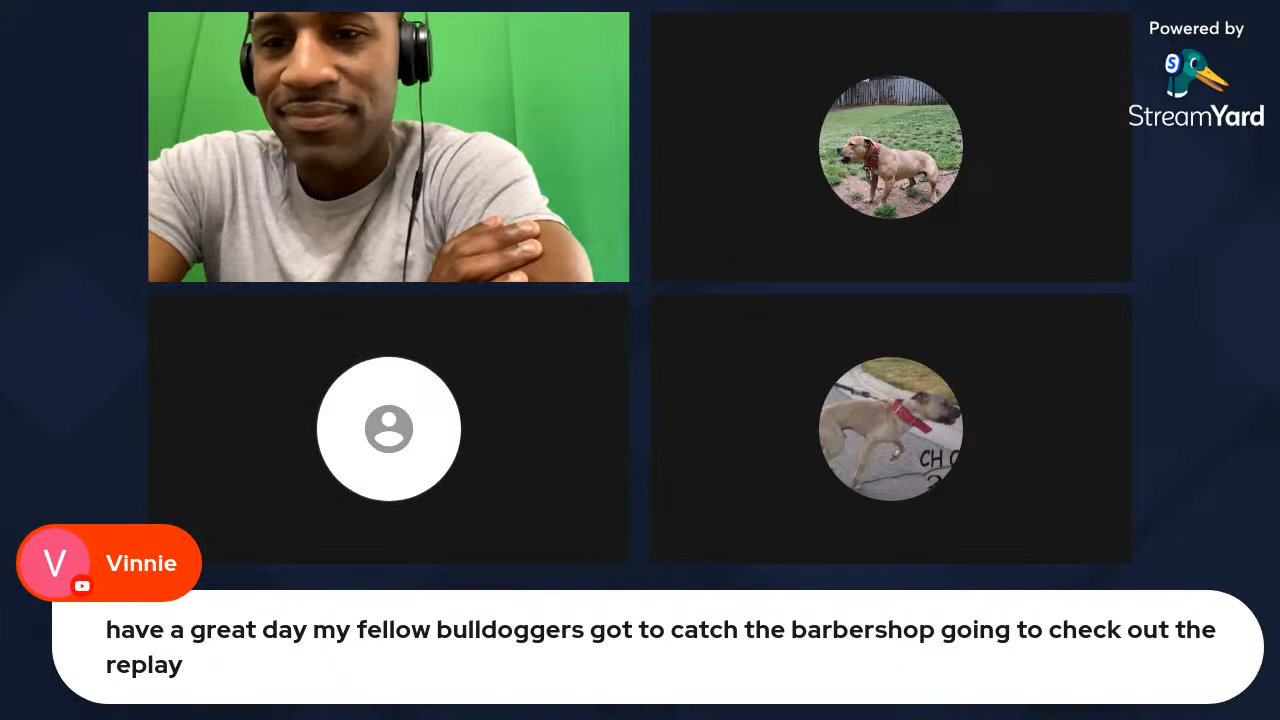 Powered by
S
StreamYard
CH
V
Vinnie
have a great day my fellow bulldoggers got to catch the barbershop going to check out the
replay